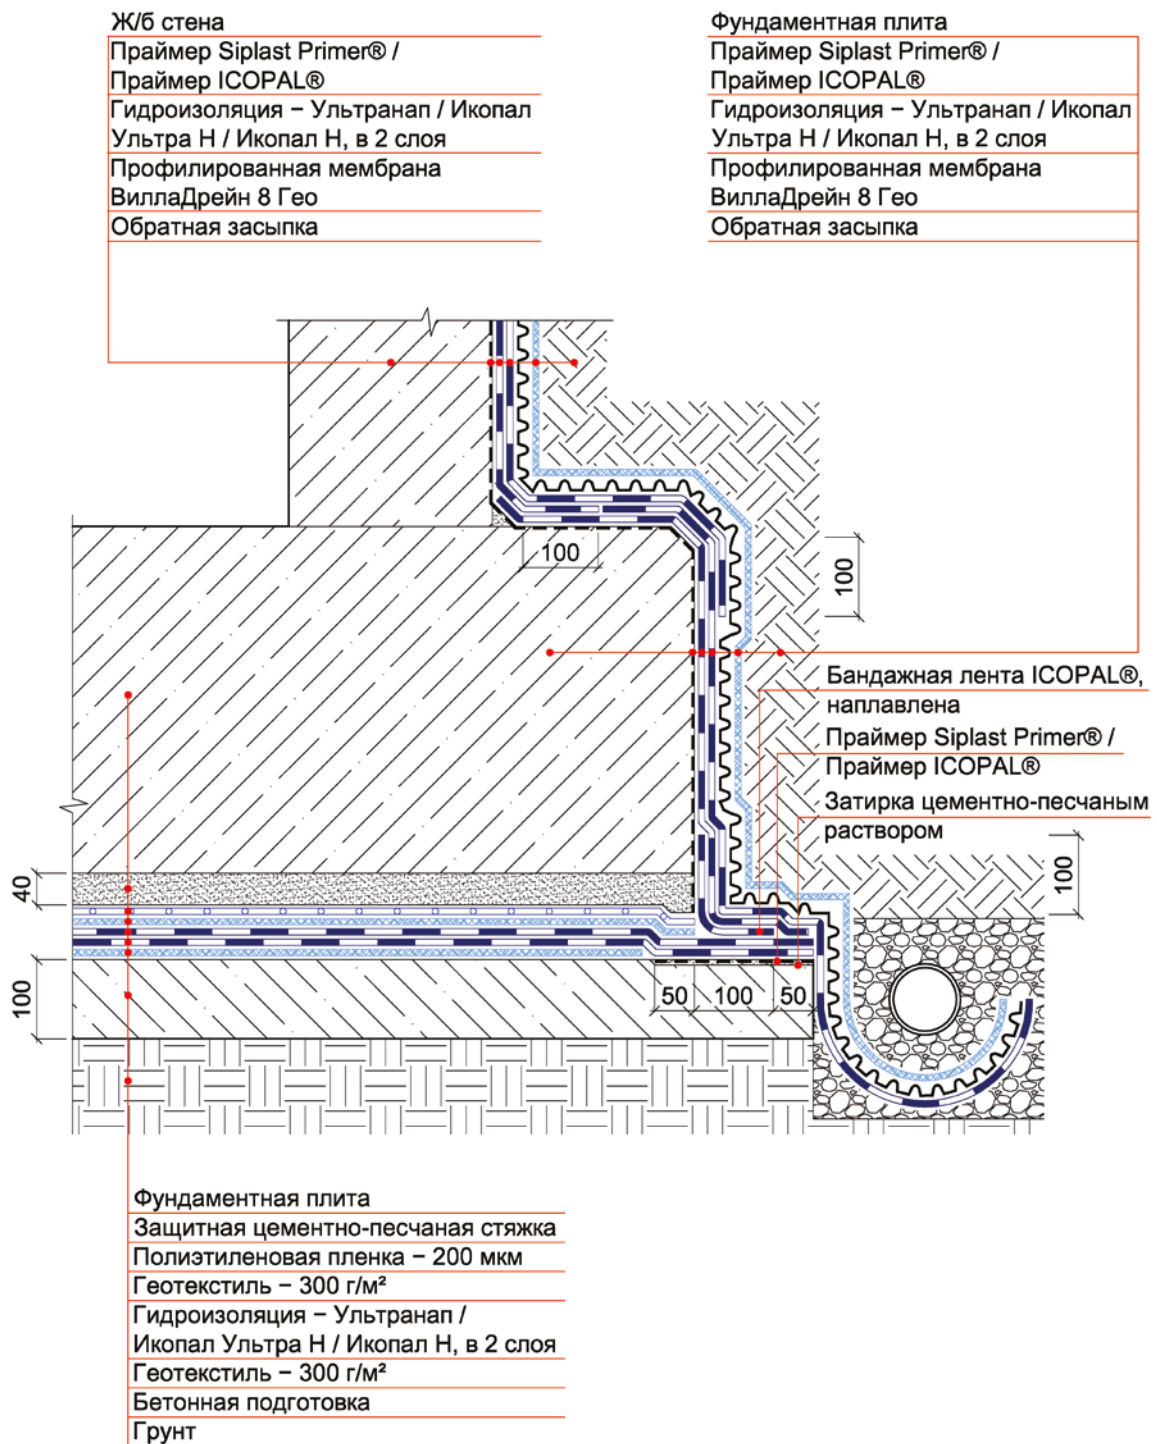 Ж/б стена
Праймер Siplast Primer® /
Праймер ICOPAL®
Гидроизоляция – Ультранап / Икопал
Ультра Н / Икопал Н, в 2 слоя
Профилированная мембрана
ВиллаДрейн 8 Гео
Обратная засыпка
Фундаментная плита
Праймер Siplast Primer® /
Праймер ICOPAL®
Гидроизоляция – Ультранап / Икопал
Ультра Н / Икопал Н, в 2 слоя
Профилированная мембрана
ВиллаДрейн 8 Гео
Обратная засыпка
100
100
Бандажная лента ICOPAL®,
наплавлена
Праймер Siplast Primer® /
Праймер ICOPAL®
Затирка цементно-песчаным
раствором
100
40
100
50 100 50
Фундаментная плита
Защитная цементно-песчаная стяжка
Полиэтиленовая пленка – 200 мкм
Геотекстиль – 300 г/м²
Гидроизоляция – Ультранап /
Икопал Ультра Н / Икопал Н, в 2 слоя
Геотекстиль – 300 г/м²
Бетонная подготовка
Грунт